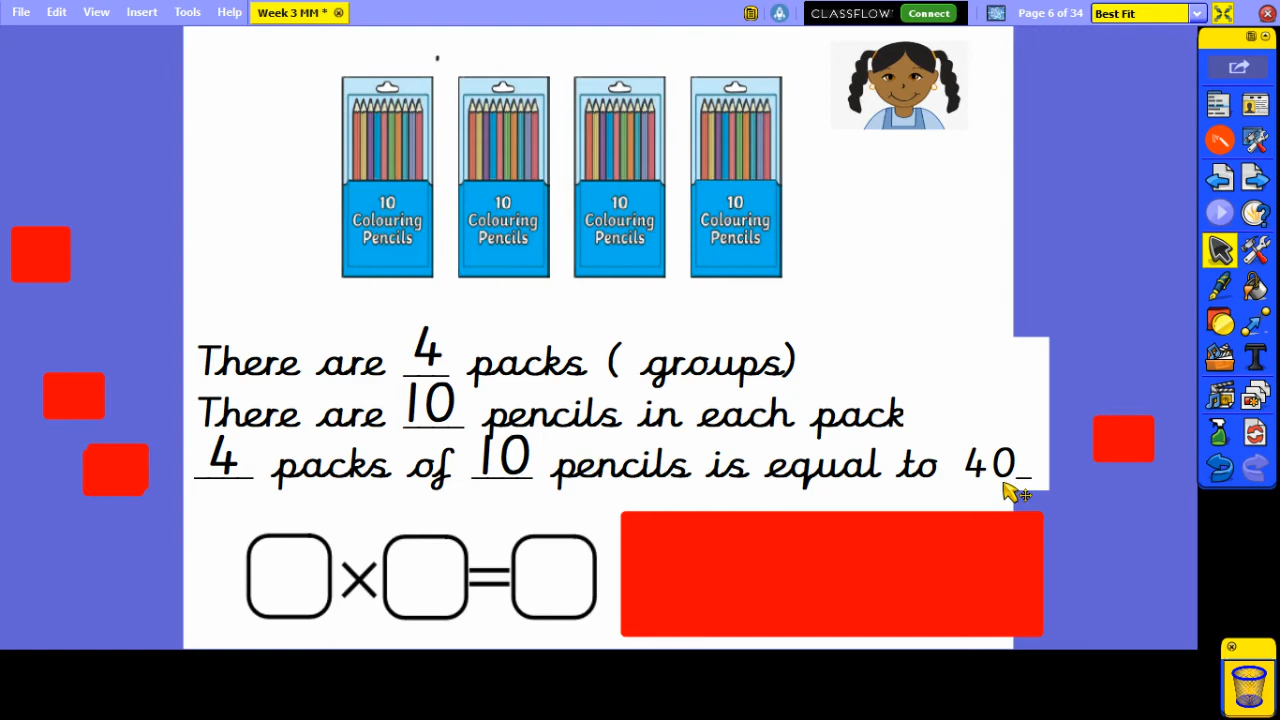 File Edit View Insert Tools Help Week 3 MM * CLASSFLOW Connect Page 6 of 34 Best Fit
10 Colouring Pencils
10 Colouring Pencils
10 Colouring Pencils
10 Colouring Pencils
There are 4 packs ( groups)
There are 10 pencils in each pack
4 packs of 10 pencils is equal to 40_
× =